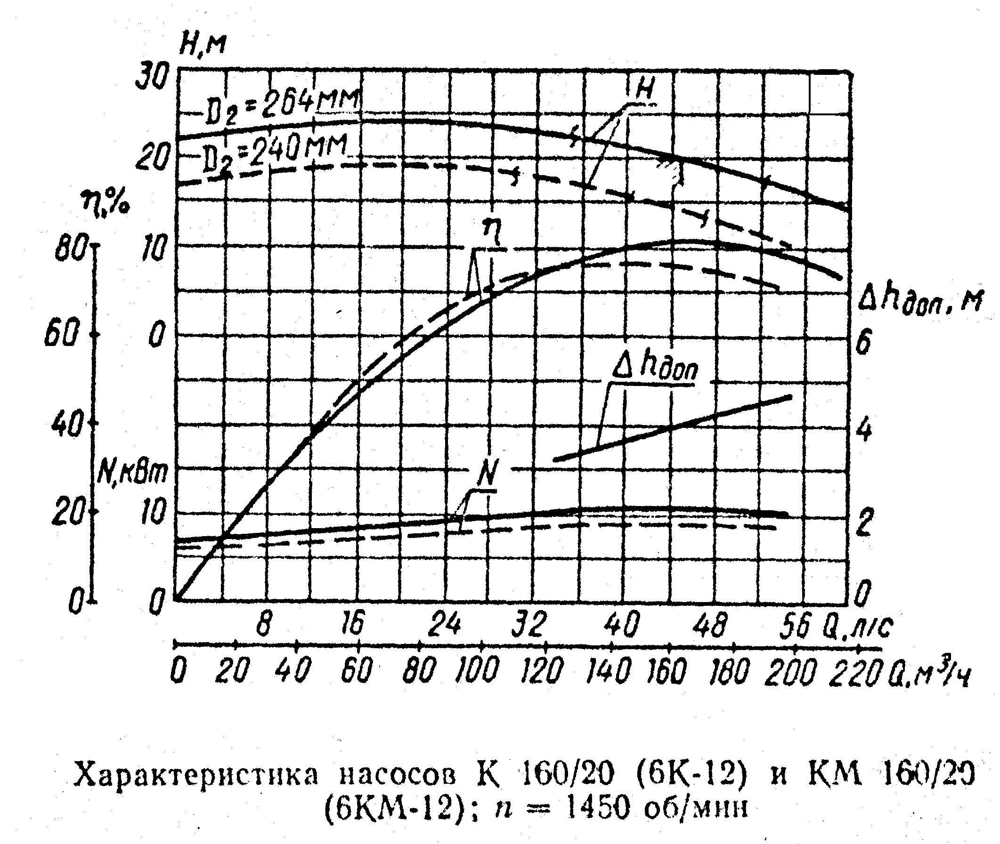 H,м
30
D₂=264мм
H
20
D₂=240мм
η,%
η
80
10
Δhдоп, м
60
0
6
Δhдоп
40
4
N,квт
N
20
10
2
0
0
0
8 16 24 32 40 48 56 Q,л/с
0 20 40 60 80 100 120 140 160 180 200 220 Q,м³/ч
Характеристика насосов К 160/20 (6К-12) и КМ 160/20
(6КМ-12); n = 1450 об/мин